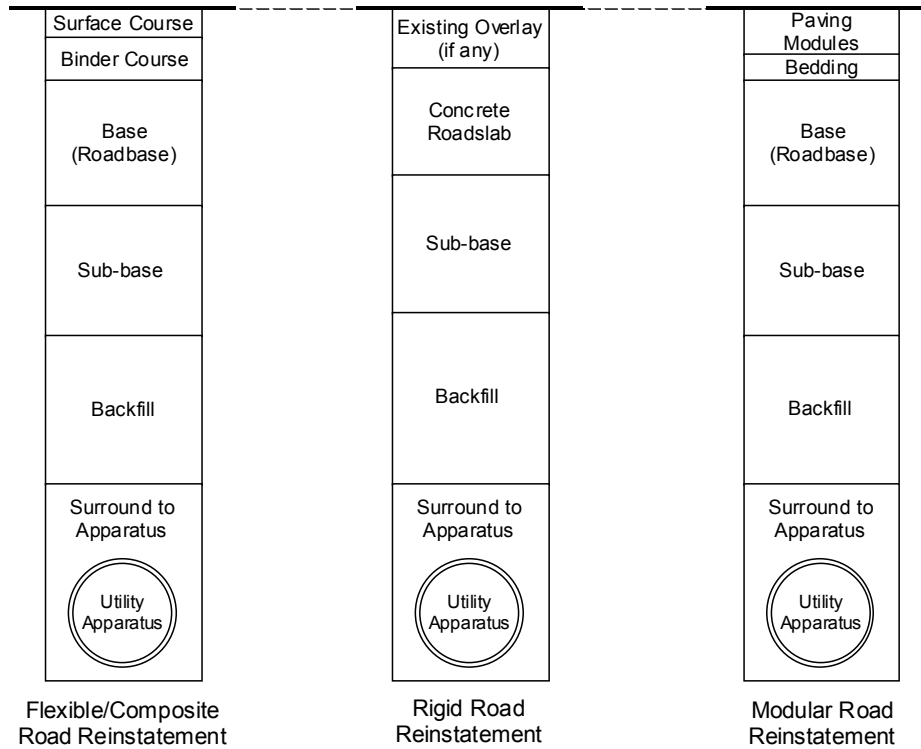 Surface Course
Binder Course
Base
(Roadbase)
Sub-base
Backfill
Surround to
Apparatus
Utility
Apparatus
Flexible/Composite
Road Reinstatement
Existing Overlay
(if any)
Concrete
Roadslab
Sub-base
Backfill
Surround to
Apparatus
Utility
Apparatus
Rigid Road
Reinstatement
Paving
Modules
Bedding
Base
(Roadbase)
Sub-base
Backfill
Surround to
Apparatus
Utility
Apparatus
Modular Road
Reinstatement